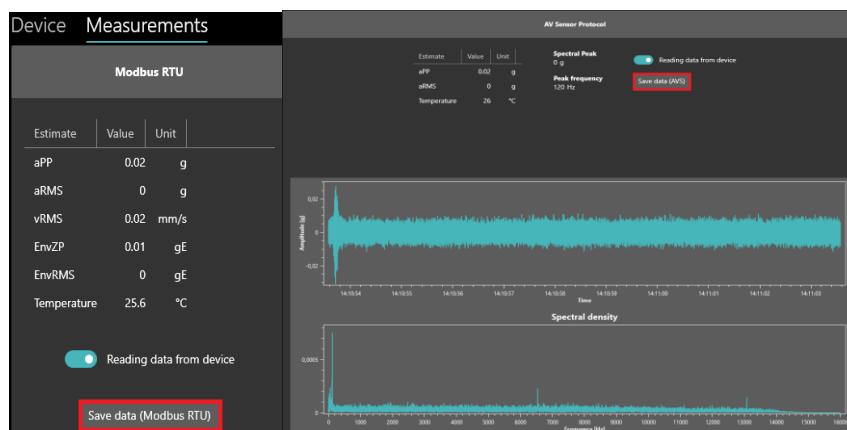 Device Measurements
Modbus RTU
Estimate Value Unit
aPP 0.02 g
aRMS 0 g
vRMS 0.02 mm/s
EnvZP 0.01 gE
EnvRMS 0 gE
Temperature 25.6 °C
Reading data from device
Save data (Modbus RTU)
AV Sensor Protocol
Estimate Value Unit
aPP 0.02 g
aRMS 0 g
Temperature 26 °C
Spectral Peak
0 g
Peak frequency
120 Hz
Reading data from device
Save data (AVS)
Amplitude [g]
0,02
0
-0,02
14:10:54 14:10:55 14:10:56 14:10:57 14:10:58 14:10:59 14:11:00 14:11:01 14:11:02 14:11:03
Time
Spectral density
0,0005
0
0 1000 2000 3000 4000 5000 6000 7000 8000 9000 10000 11000 12000 13000 14000 15000 16000
Frequency [Hz]